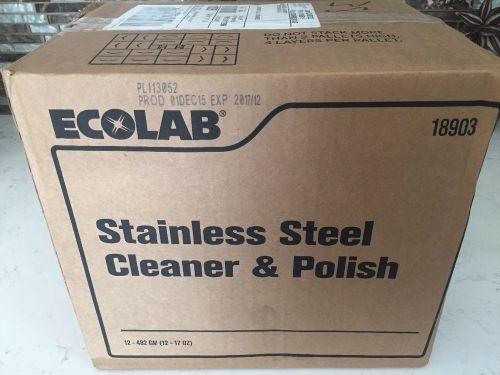 DO NOT STACK MORE
THAN 2 PALLETS HIGH,
4 LAYERS PER PALLET.
PL113052
PROD 01DEC15 EXP 2017/12
ECOLAB®
18903
Stainless Steel
Cleaner & Polish
12 - 482 GM (12 - 17 OZ)